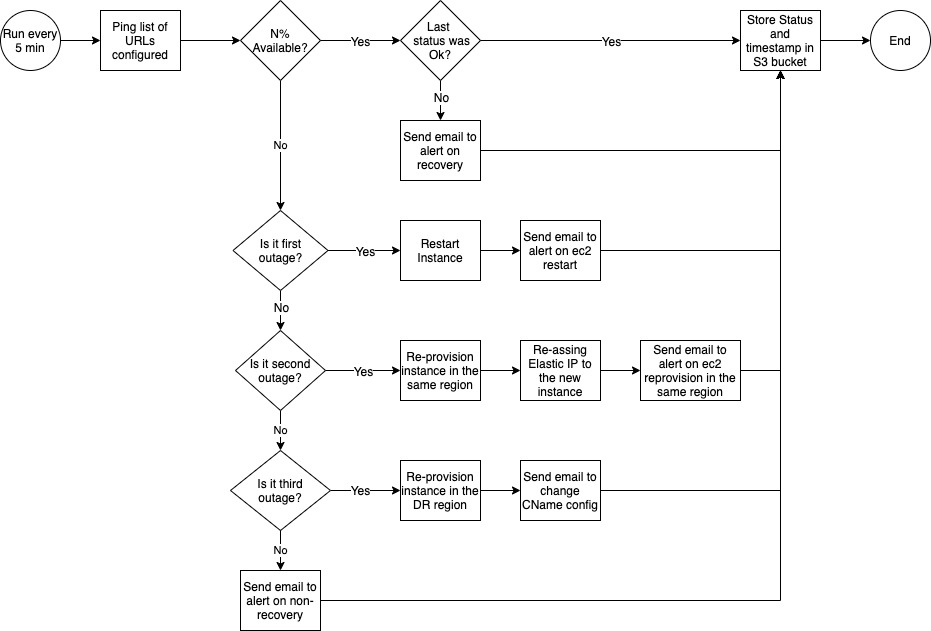 Run every
5 min
Ping list of
URLs
configured
N%
Available?
Yes
Last
status was
Ok?
Yes
Store Status
and
timestamp in
S3 bucket
End
No
Send email to
alert on
recovery
No
Is it first
outage?
Yes
Restart
Instance
Send email to
alert on ec2
restart
No
Is it second
outage?
Yes
Re-provision
instance in the
same region
Re-assing
Elastic IP to
the new
instance
Send email to
alert on ec2
reprovision in the
same region
No
Is it third
outage?
Yes
Re-provision
instance in the
DR region
Send email to
change
CName config
No
Send email to
alert on non-
recovery